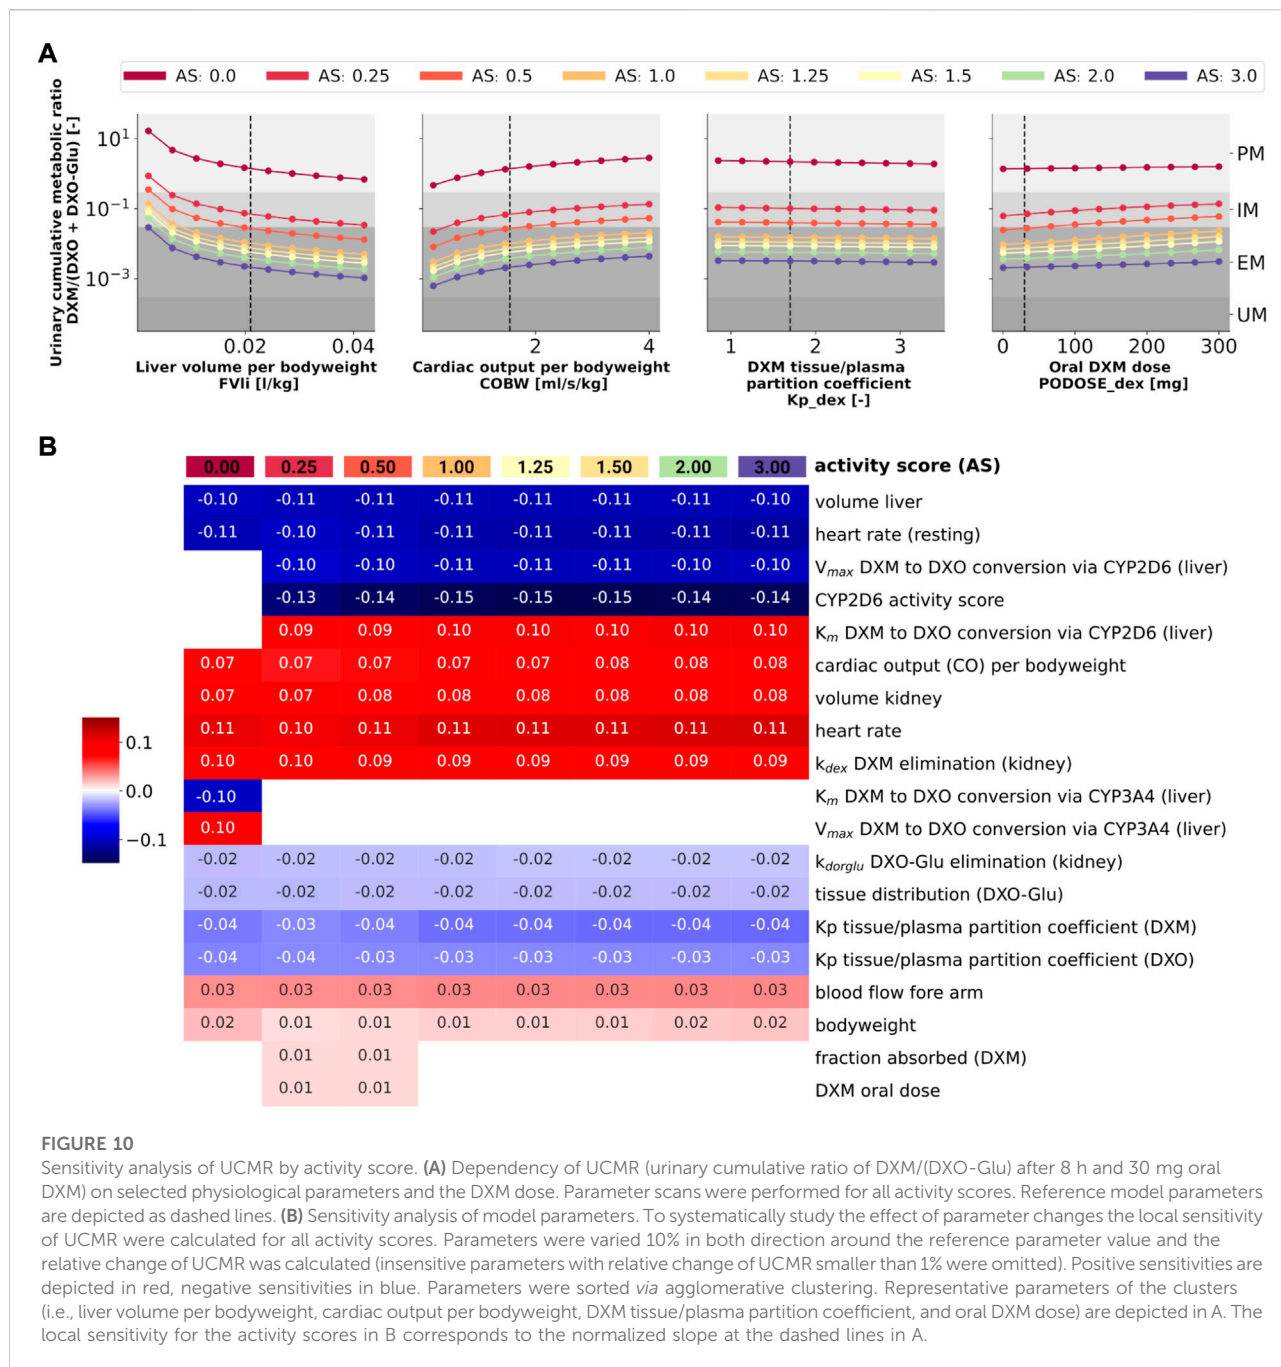 A
AS: 0.0 AS: 0.25 AS: 0.5 AS: 1.0 AS: 1.25 AS: 1.5 AS: 2.0 AS: 3.0
Urinary cumulative metabolic ratio
DXM/(DXO + DXO-Glu) [-]
10¹
10⁻¹
10⁻³
PM
IM
EM
UM
0.02 0.04
Liver volume per bodyweight
FVli [l/kg]
2 4
Cardiac output per bodyweight
COBW [ml/s/kg]
1 2 3
DXM tissue/plasma
partition coefficient
Kp_dex [-]
0 100 200 300
Oral DXM dose
PODOSE_dex [mg]
B
0.00 0.25 0.50 1.00 1.25 1.50 2.00 3.00 activity score (AS)
-0.10 -0.11 -0.11 -0.11 -0.11 -0.11 -0.11 -0.10 volume liver
-0.11 -0.10 -0.11 -0.11 -0.11 -0.11 -0.11 -0.11 heart rate (resting)
-0.10 -0.10 -0.11 -0.11 -0.11 -0.10 -0.10 Vmax DXM to DXO conversion via CYP2D6 (liver)
-0.13 -0.14 -0.15 -0.15 -0.15 -0.14 -0.14 CYP2D6 activity score
0.09 0.09 0.10 0.10 0.10 0.10 0.10 Km DXM to DXO conversion via CYP2D6 (liver)
0.07 0.07 0.07 0.07 0.07 0.08 0.08 0.08 cardiac output (CO) per bodyweight
0.07 0.07 0.08 0.08 0.08 0.08 0.08 0.08 volume kidney
0.11 0.10 0.11 0.11 0.11 0.11 0.11 0.11 heart rate
0.10 0.10 0.09 0.09 0.09 0.09 0.09 0.09 kdex DXM elimination (kidney)
-0.10 Km DXM to DXO conversion via CYP3A4 (liver)
0.10 Vmax DXM to DXO conversion via CYP3A4 (liver)
-0.02 -0.02 -0.02 -0.02 -0.02 -0.02 -0.02 -0.02 kdorglu DXO-Glu elimination (kidney)
-0.02 -0.02 -0.02 -0.02 -0.02 -0.02 -0.02 -0.02 tissue distribution (DXO-Glu)
-0.04 -0.03 -0.04 -0.04 -0.04 -0.04 -0.04 -0.04 Kp tissue/plasma partition coefficient (DXM)
-0.04 -0.04 -0.03 -0.03 -0.03 -0.03 -0.03 -0.03 Kp tissue/plasma partition coefficient (DXO)
0.03 0.03 0.03 0.03 0.03 0.03 0.03 0.03 blood flow fore arm
0.02 0.01 0.01 0.01 0.01 0.01 0.02 0.02 bodyweight
0.01 0.01 fraction absorbed (DXM)
0.01 0.01 DXM oral dose
0.1
0.0
−0.1
FIGURE 10
Sensitivity analysis of UCMR by activity score. (A) Dependency of UCMR (urinary cumulative ratio of DXM/(DXO-Glu) after 8 h and 30 mg oral
DXM) on selected physiological parameters and the DXM dose. Parameter scans were performed for all activity scores. Reference model parameters
are depicted as dashed lines. (B) Sensitivity analysis of model parameters. To systematically study the effect of parameter changes the local sensitivity
of UCMR were calculated for all activity scores. Parameters were varied 10% in both direction around the reference parameter value and the
relative change of UCMR was calculated (insensitive parameters with relative change of UCMR smaller than 1% were omitted). Positive sensitivities are
depicted in red, negative sensitivities in blue. Parameters were sorted via agglomerative clustering. Representative parameters of the clusters
(i.e., liver volume per bodyweight, cardiac output per bodyweight, DXM tissue/plasma partition coefficient, and oral DXM dose) are depicted in A. The
local sensitivity for the activity scores in B corresponds to the normalized slope at the dashed lines in A.